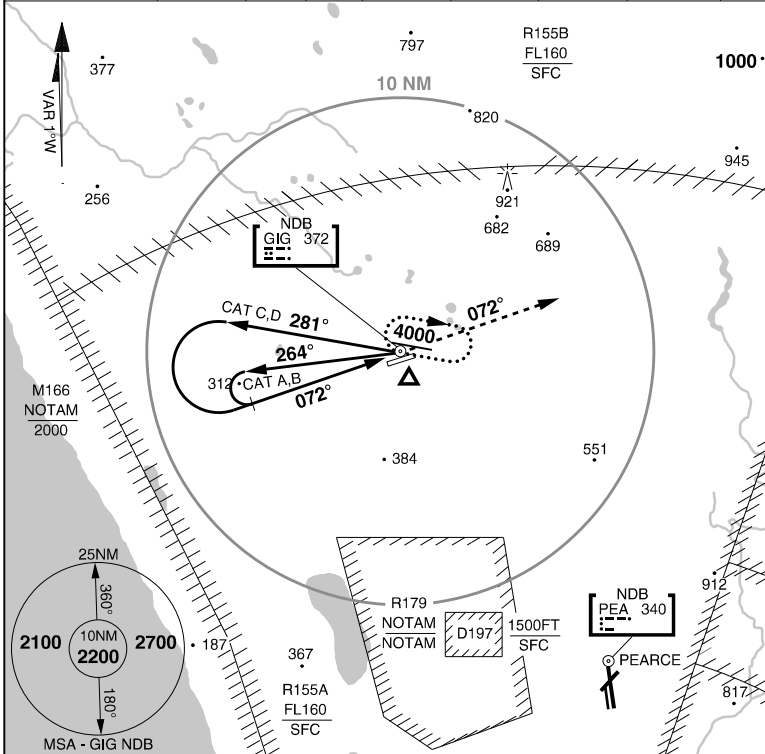 797
R155B
FL160
SFC
377
1000
VAR 1°W
10 NM
820
945
256
921
682
689
NDB
GIG 372
CAT C,D 281°
4000
072°
264°
312
CAT A,B
072°
M166
NOTAM
2000
384
551
25NM
360°
10NM
2200
2100
2700
180°
MSA - GIG NDB
187
367
R155A
FL160
SFC
R179
NOTAM
NOTAM
D197
1500FT
SFC
912
NDB
PEA 340
PEARCE
817